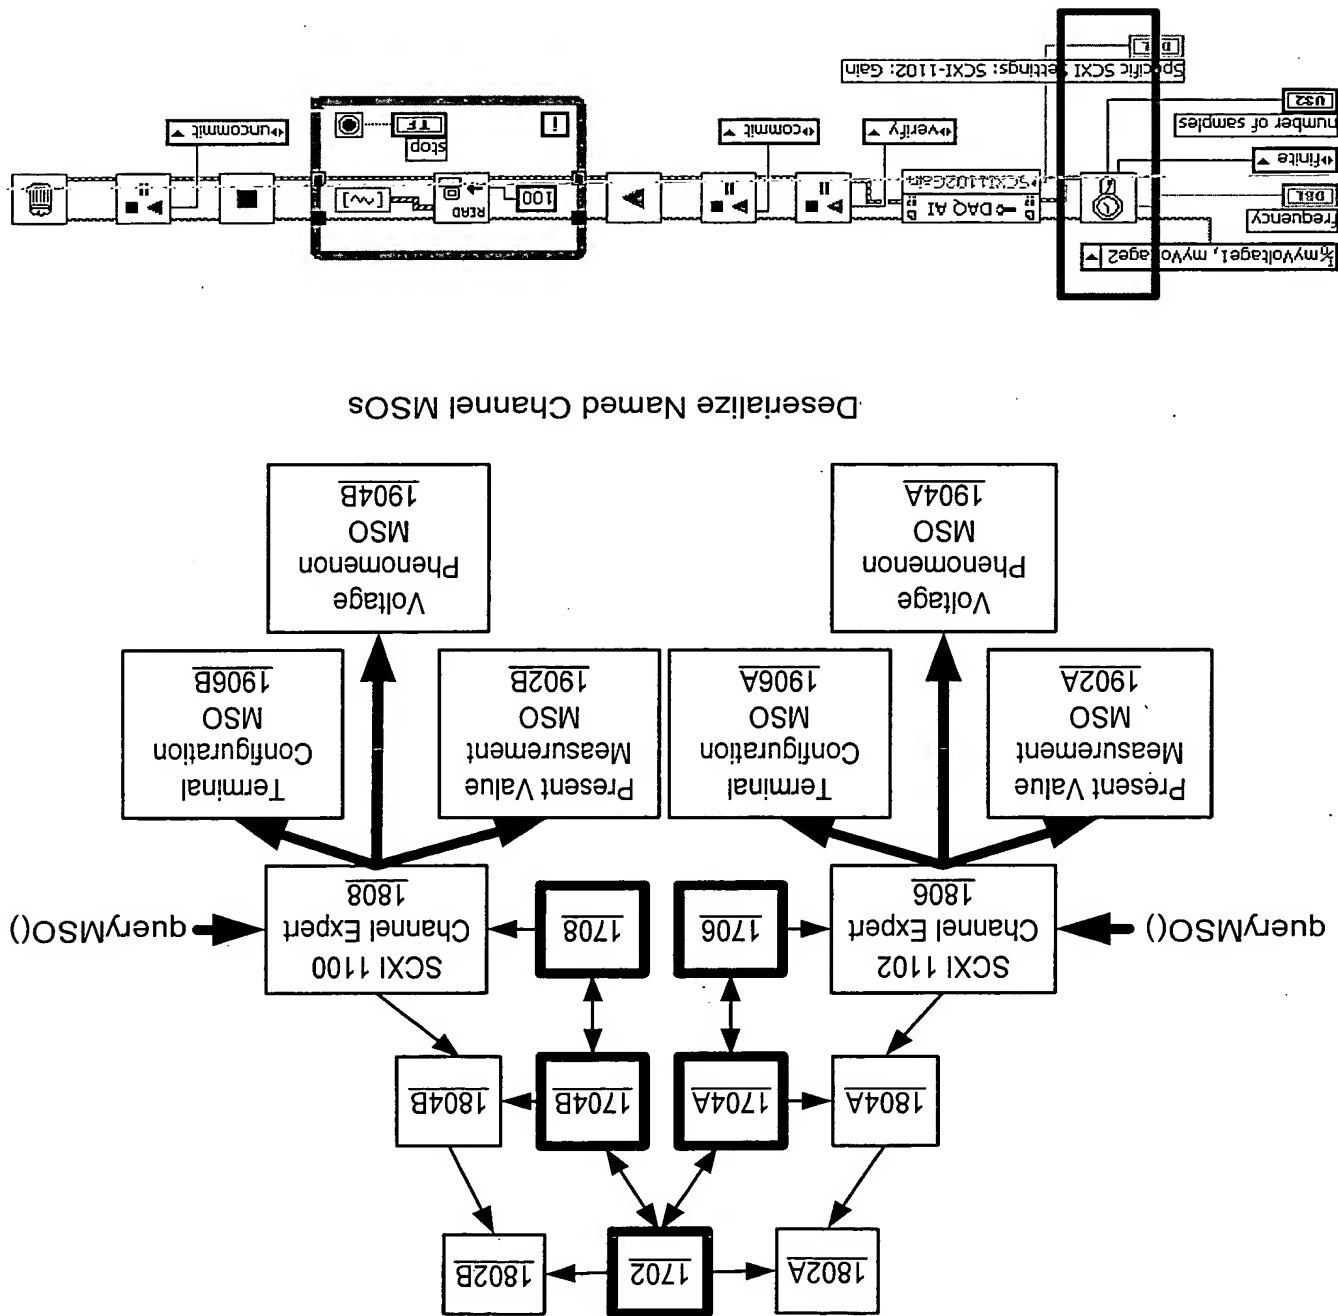 1802A
1702
1802B
1804A
1704A
1704B
1804B
queryMSO()
SCXI 1102
Channel Expert
1806
1706
1708
SCXI 1100
Channel Expert
1808
queryMSO()
Present Value
Measurement
MSO
1902A
Terminal
Configuration
MSO
1906A
Present Value
Measurement
MSO
1902B
Terminal
Configuration
MSO
1906B
Voltage
Phenomenon
MSO
1904A
Voltage
Phenomenon
MSO
1904B
Deserialize Named Channel MSOs
myVoltage1, myVoltage2
frequency
DBL
finite
number of samples
U32
DAQ AI
SCXI1102Gain
Specific SCXI Settings: SCXI-1102: Gain
verify
commit
100
READ
i
stop
TF
uncommit